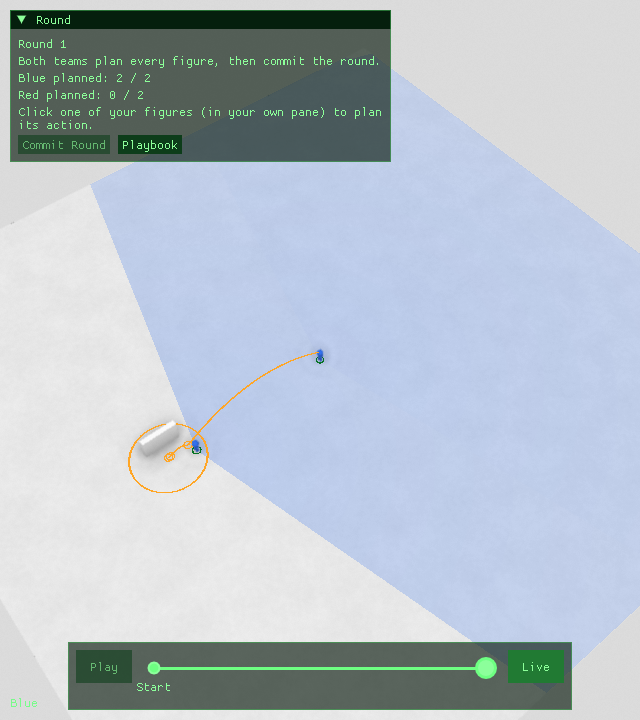 Round
Round 1
Both teams plan every figure, then commit the round.
Blue planned: 2 / 2
Red planned: 0 / 2
Click one of your figures (in your own pane) to plan
its action.
Commit Round Playbook
Play
Live
Start
Blue